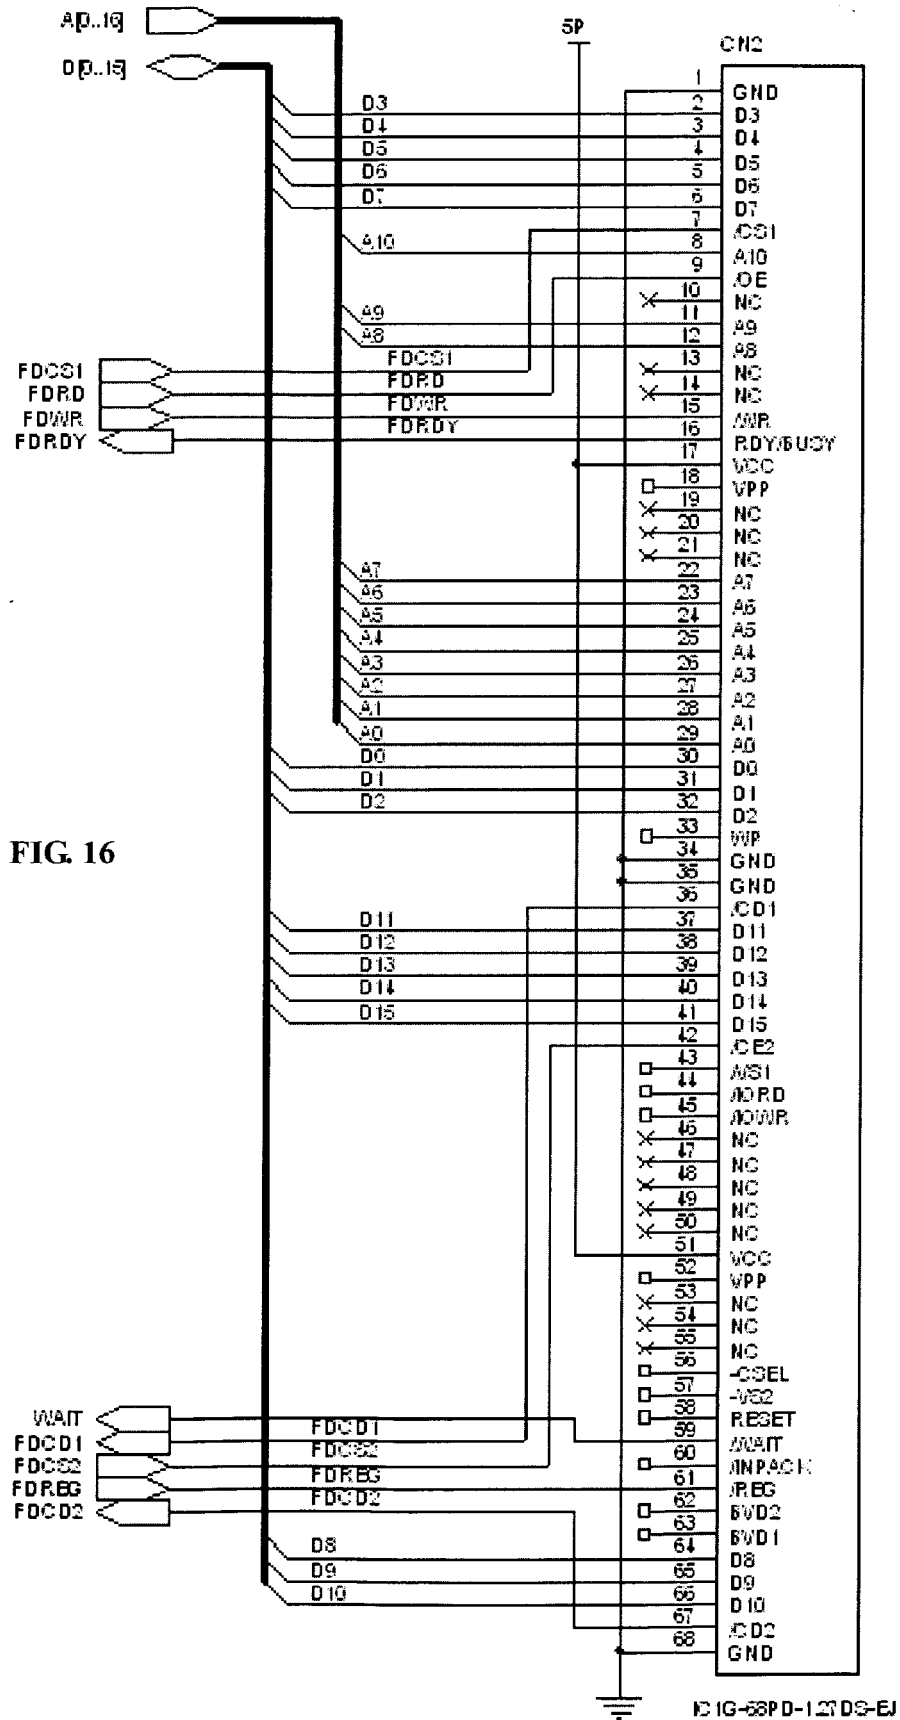 A[0..16]
D[0..15]
5P
CN2
1 GND
D3 2 D3
D4 3 D4
D5 4 D5
D6 5 D6
D7 6 D7
7 /CS1
A10 8 A10
9 /OE
10 NC
A9 11 A9
A8 12 A8
FDCS1 FDCS1 13 NC
FDRD FDRD 14 NC
FDWR FDWR 15 /WR
FDRDY FDRDY 16 RDY/BUSY
17 VCC
18 VPP
19 NC
20 NC
21 NC
A7 22 A7
A6 23 A6
A5 24 A5
A4 25 A4
A3 26 A3
A2 27 A2
A1 28 A1
A0 29 A0
D0 30 D0
D1 31 D1
D2 32 D2
33 WP
FIG. 16
34 GND
35 GND
36 /CD1
D11 37 D11
D12 38 D12
D13 39 D13
D14 40 D14
D15 41 D15
42 /CE2
43 /VS1
44 /IORD
45 /IOWR
46 NC
47 NC
48 NC
49 NC
50 NC
51 VCC
52 VPP
53 NC
54 NC
55 NC
56 -CSEL
57 -VS2
WAIT 58 RESET
FDCD1 FDCD1 59 /WAIT
FDCS2 FDCS2 60 /INPACK
FDREG FDREG 61 /REG
FDCD2 FDCD2 62 BVD2
63 BVD1
D8 64 D8
D9 65 D9
D10 66 D10
67 /CD2
68 GND
IC1G-68PD-1.27DS-EJ